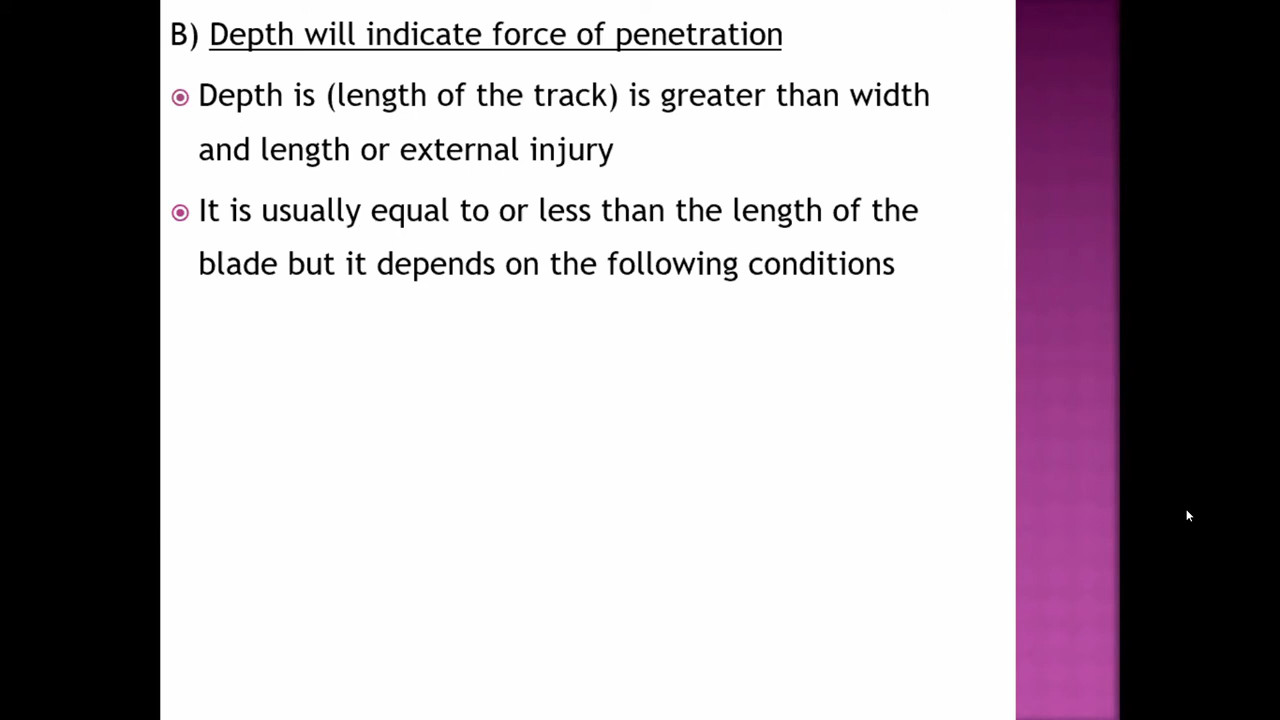 B) Depth will indicate force of penetration
Depth is (length of the track) is greater than width
and length or external injury
It is usually equal to or less than the length of the
blade but it depends on the following conditions